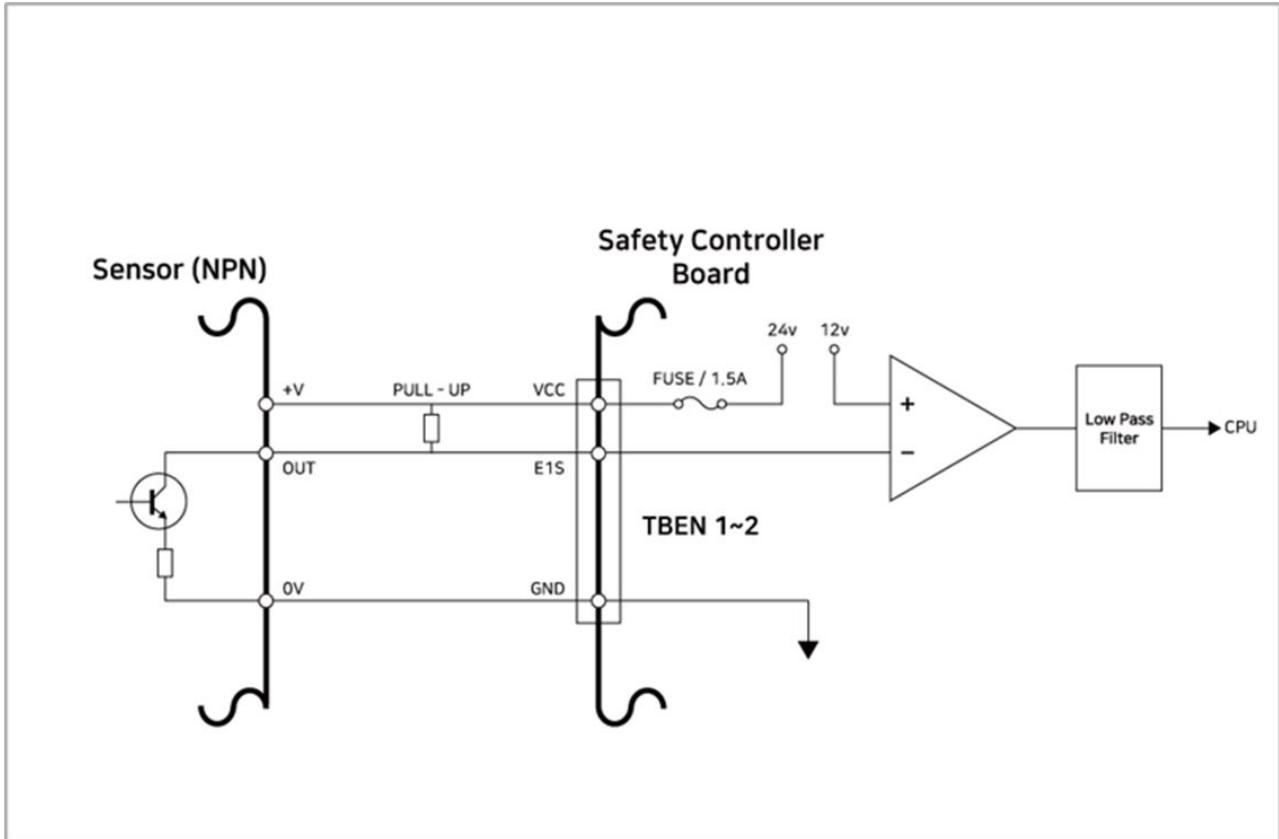 Safety Controller
Board
Sensor (NPN)
24v
12v
FUSE / 1.5A
+V
PULL - UP
VCC
+
Low Pass
Filter
CPU
−
OUT
E1S
TBEN 1~2
0V
GND